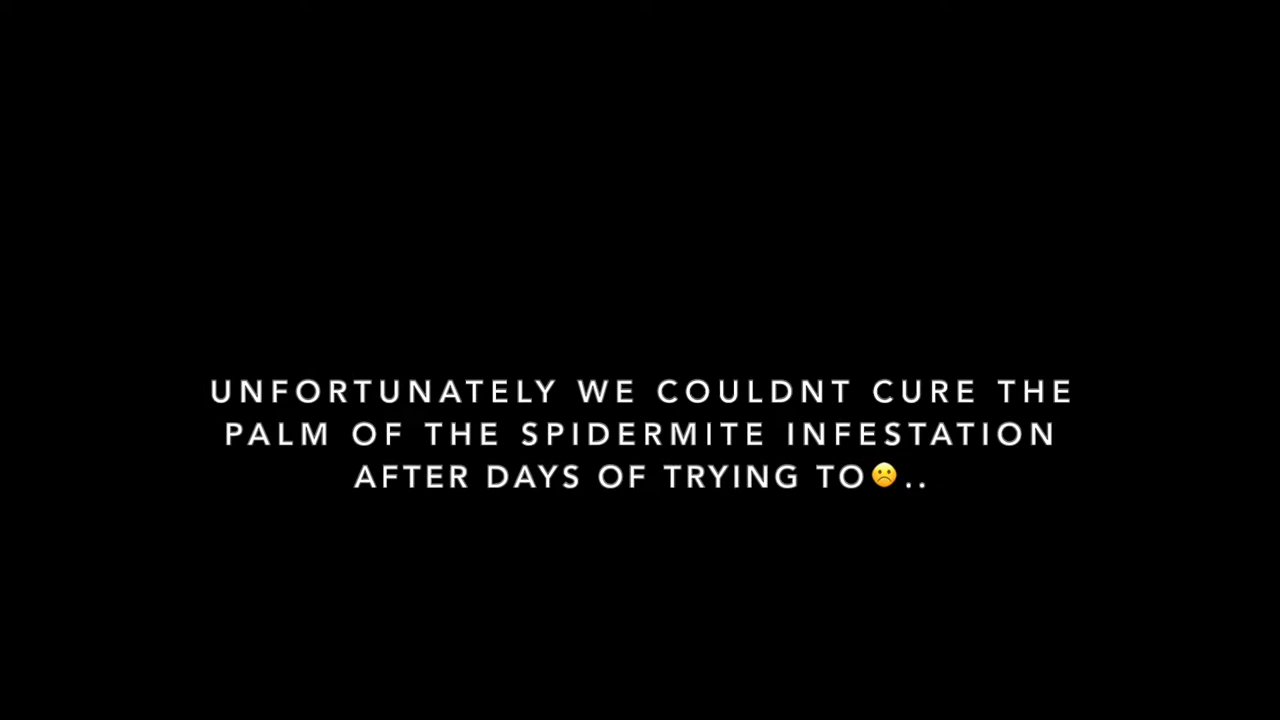 UNFORTUNATELY WE COULDNT CURE THE
PALM OF THE SPIDERMITE INFESTATION
AFTER DAYS OF TRYING TO☹️..